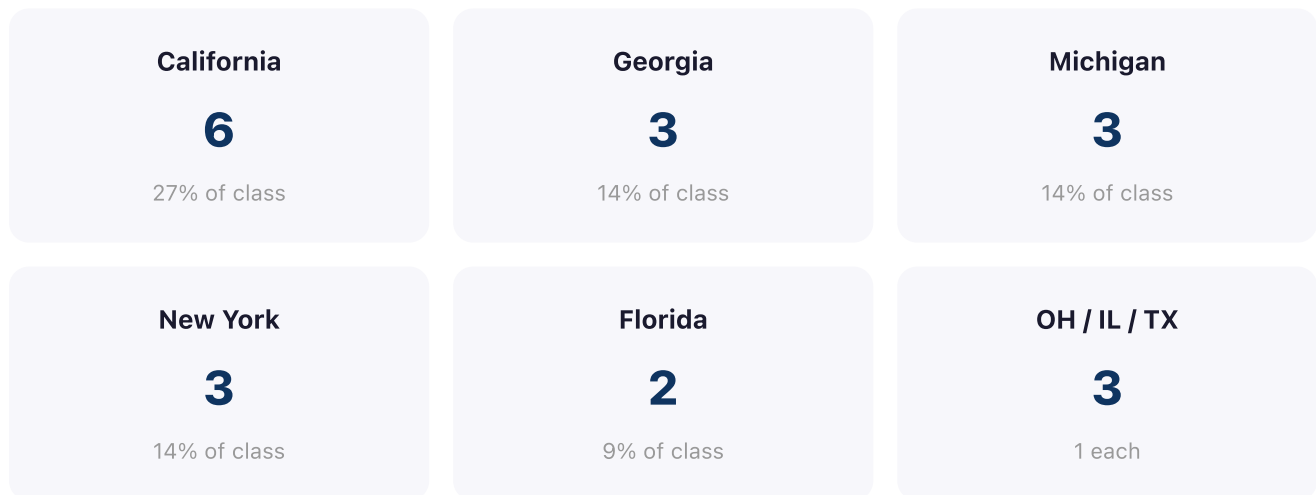 California
6
27% of class
Georgia
3
14% of class
Michigan
3
14% of class
New York
3
14% of class
Florida
2
9% of class
OH / IL / TX
3
1 each